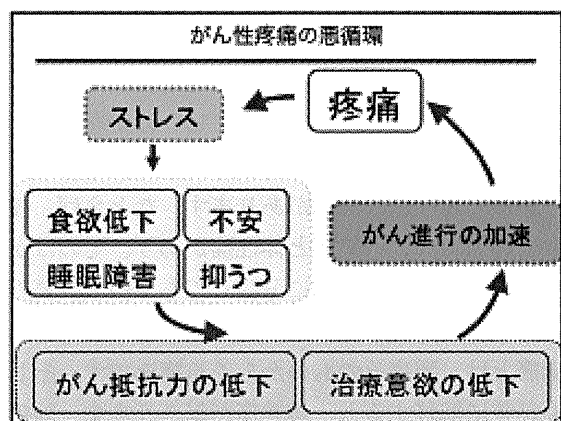 がん性疼痛の悪循環
疼痛
ストレス
食欲低下 不安
睡眠障害 抑うつ
がん進行の加速
がん抵抗力の低下 治療意欲の低下